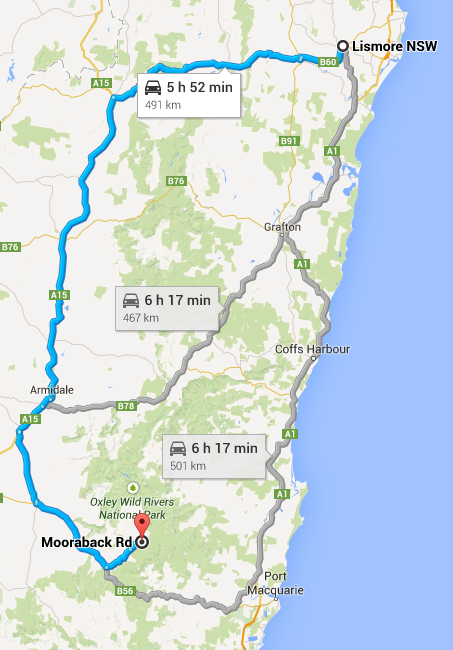 Lismore NSW
B60
A15
5 h 52 min
491 km
B91
A1
B76
Grafton
B76
A1
A15
6 h 17 min
467 km
Coffs Harbour
Armidale
B78
A15
A1
6 h 17 min
501 km
A1
Oxley Wild Rivers
National Park
Mooraback Rd
Port
Macquarie
B56